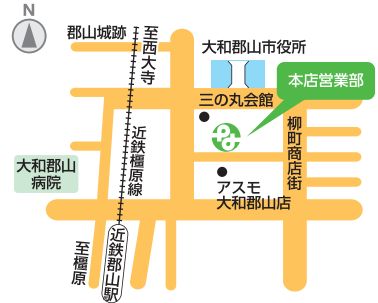 N
郡山城跡
至西大寺
大和郡山市役所
本店営業部
三の丸会館
近鉄橿原線
柳町商店街
大和郡山
病院
アスモ
大和郡山店
至橿原
近鉄郡山駅